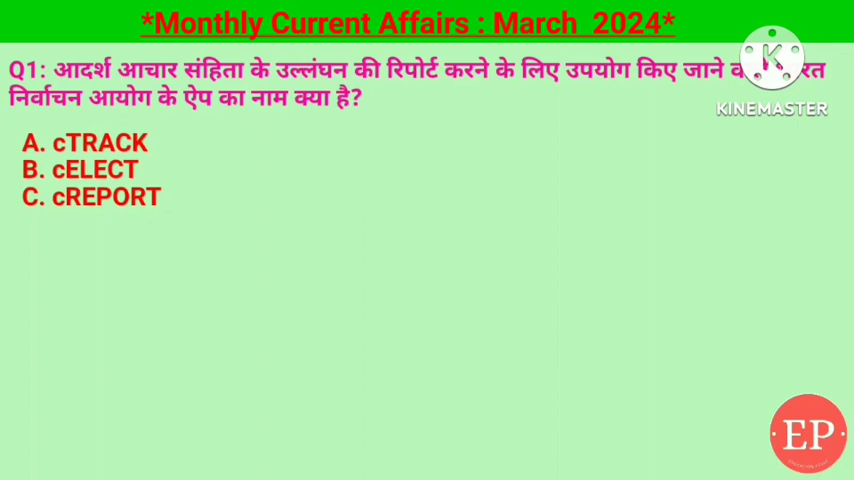 *Monthly Current Affairs : March 2024*
Q1: आदर्श आचार संहिता के उल्लंघन की रिपोर्ट करने के लिए उपयोग किए जाने
निर्वाचन आयोग के ऐप का नाम क्या है?
KINEMASTER
A. cTRACK
B. cELECT
C. cREPORT
EP